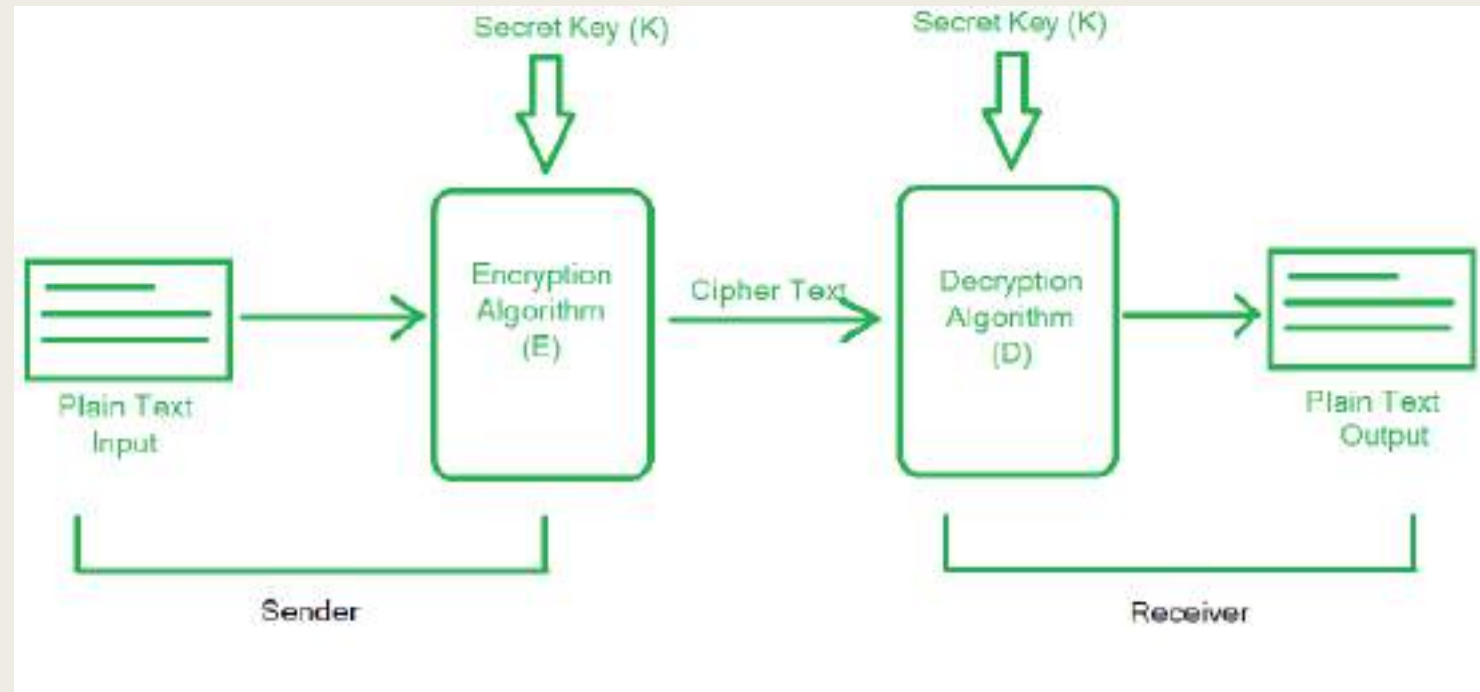 Secret Key (K)
Secret Key (K)
Encryption
Algorithm
(E)
Cipher Text
Decryption
Algorithm
(D)
Plain Text
Input
Plain Text
Output
Sender
Receiver